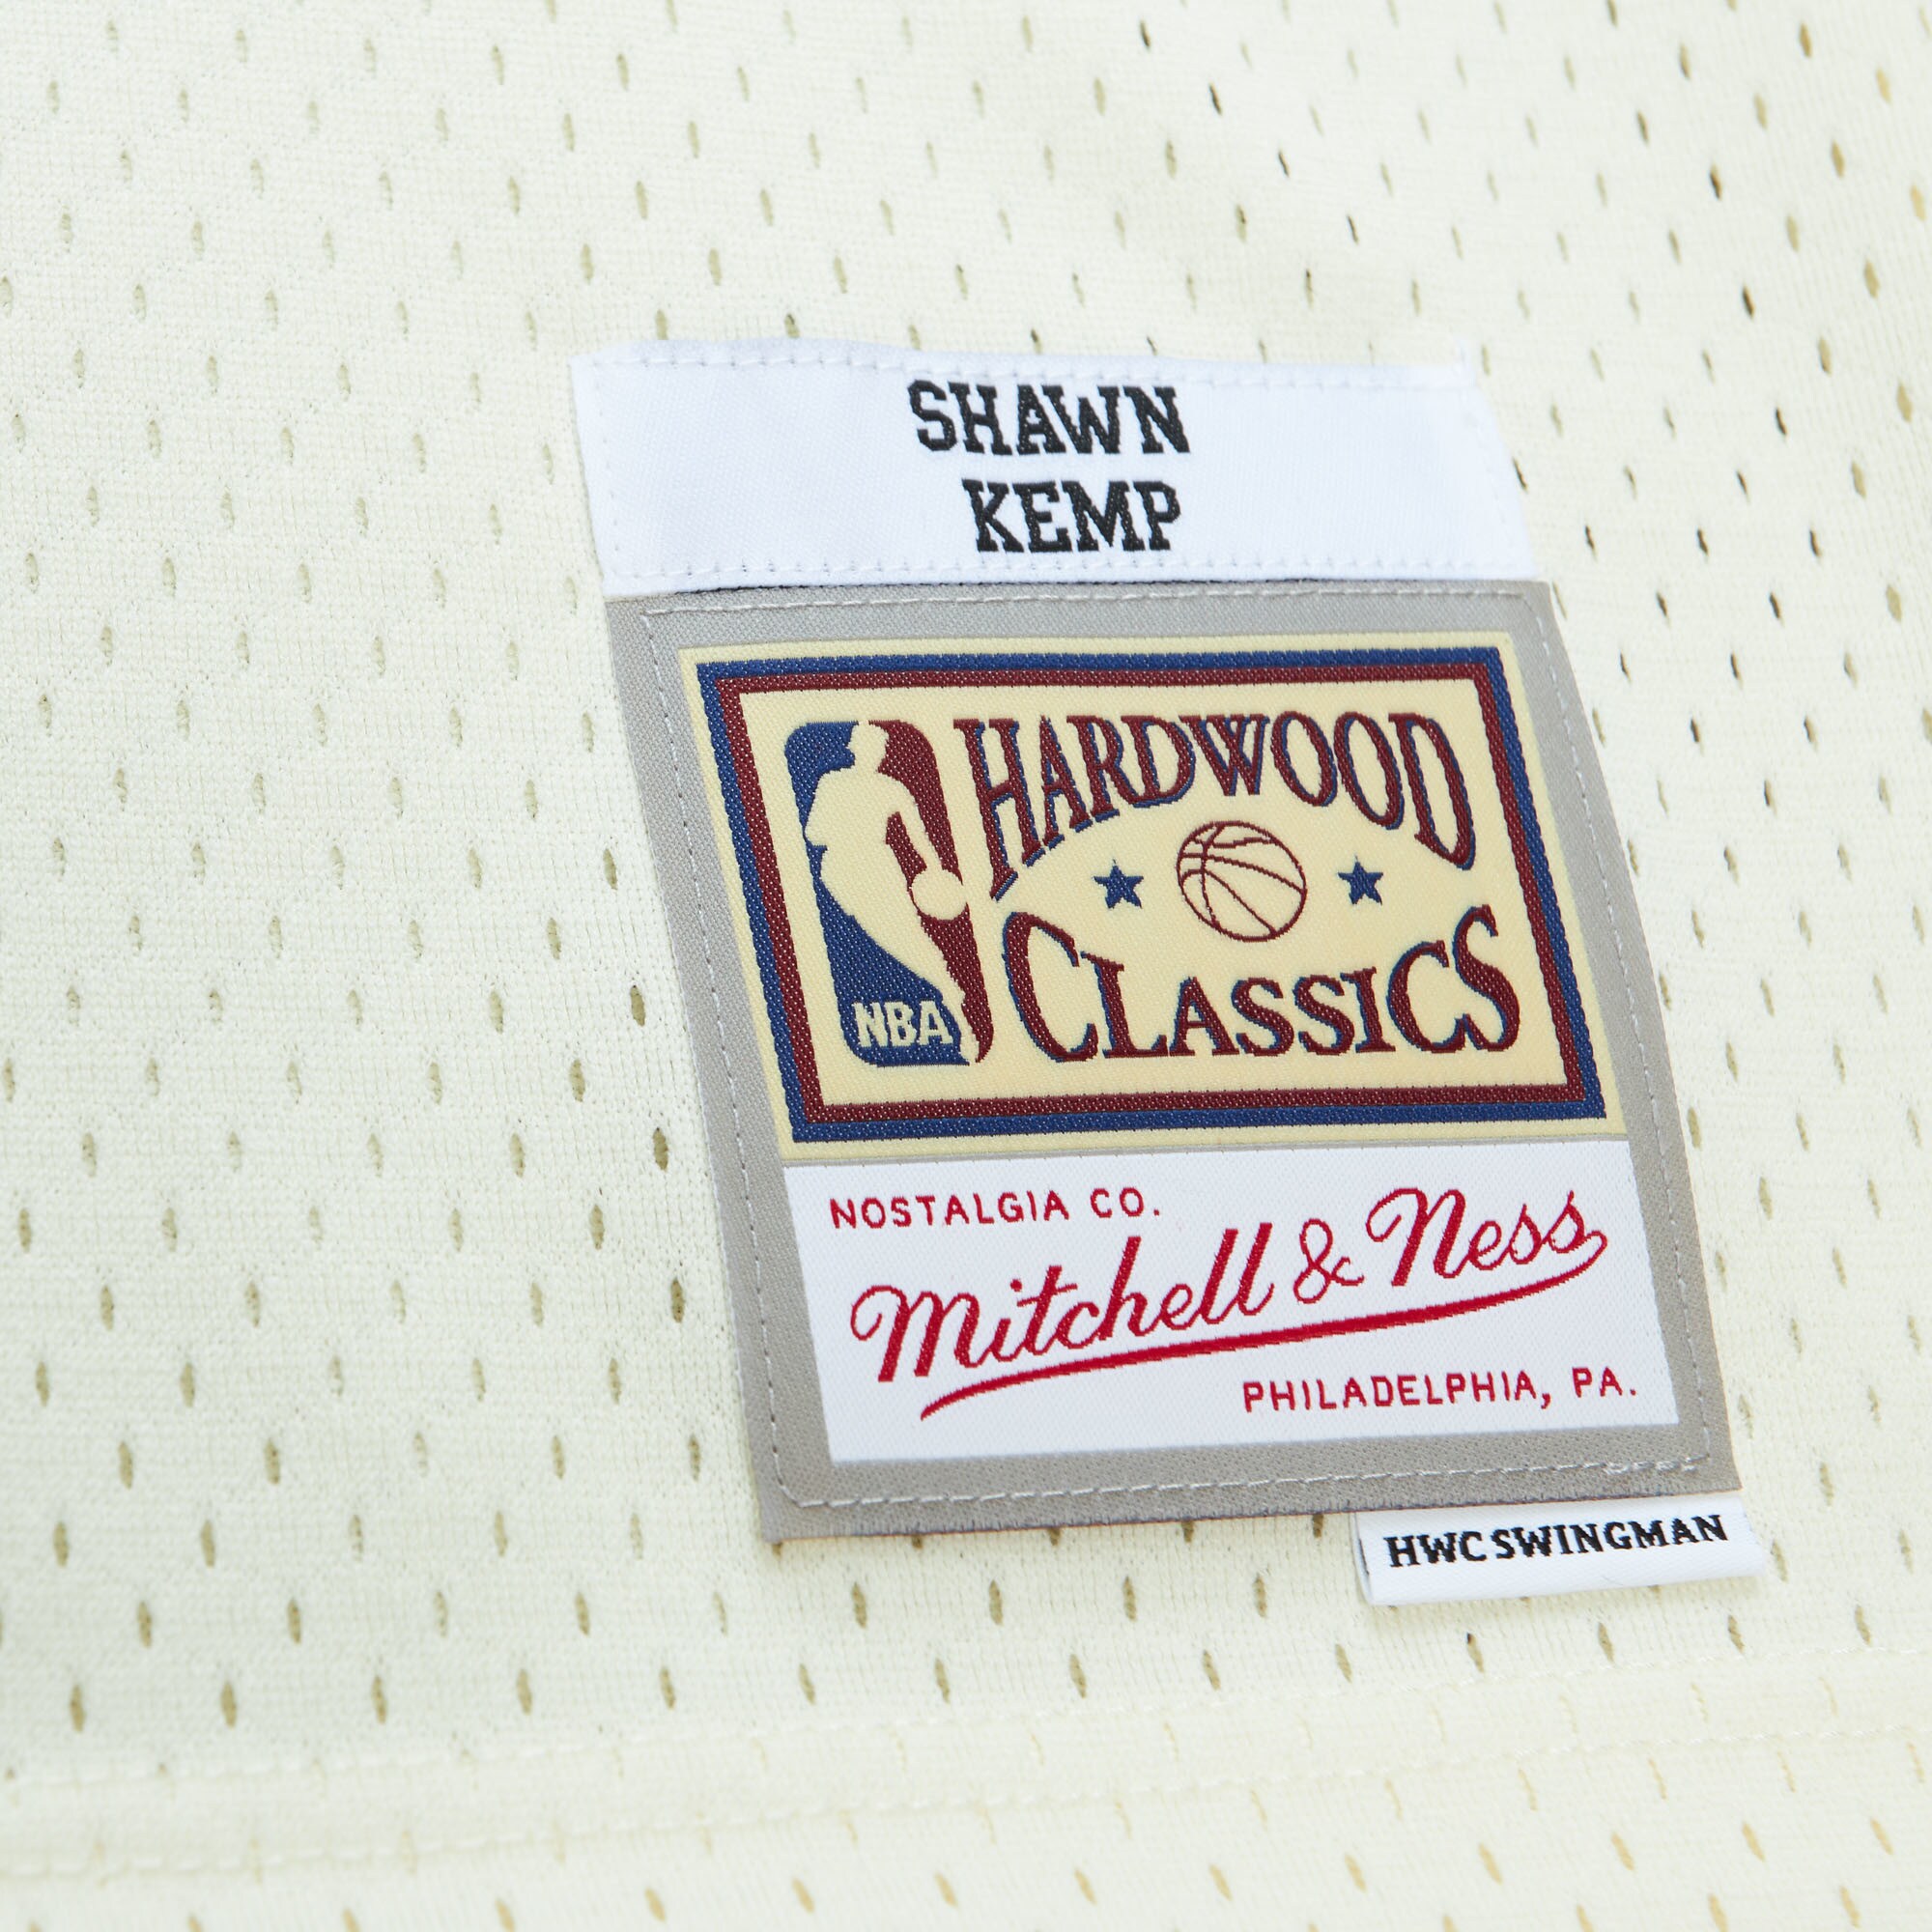 SHAWN
KEMP
HARDWOOD
CLASSICS
NBA
NOSTALGIA CO.
Mitchell & Ness
PHILADELPHIA, PA.
HWC SWINGMAN